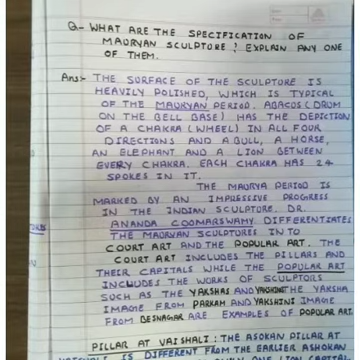 Q- WHAT ARE THE SPECIFICATION OF
MAURYAN SCULPTURE? EXPLAIN ANY ONE
OF THEM.
Ans- THE SURFACE OF THE SCULPTURE IS
HEAVILY POLISHED, WHICH IS TYPICAL
OF THE MAURYAN PERIOD. ABACUS (DRUM
ON THE BELL BASE) HAS THE DEPICTION
OF A CHAKRA (WHEEL) IN ALL FOUR
DIRECTIONS AND A BULL, A HORSE,
AN ELEPHANT AND A LION BETWEEN
EVERY CHAKRA. EACH CHAKRA HAS 24
SPOKES IN IT.
THE MAURYA PERIOD IS
MARKED BY AN IMPRESSIVE PROGRESS
IN THE INDIAN SCULPTURE. DR.
ANANDA COOMARSWAMY DIFFERENTIATES
THE MAURYAN SCULPTURES IN TO
COURT ART AND THE POPULAR ART. THE
COURT ART INCLUDES THE PILLARS AND
THEIR CAPITALS WHILE THE POPULAR ART
INCLUDES THE WORKS OF SCULPTORS
SUCH AS THE YAKSHAS AND YAKSHINI THE YAKSHA
IMAGE FROM PARKAM AND YAKSHINI IMAGE
FROM BESNAGAR ARE EXAMPLES OF POPULAR ART.
PILLAR AT VAISHALI: THE ASOKAN PILLAR AT
VAISHALI IS DIFFERENT FROM THE EARLIER ASHOKAN
ONE LION CAPITAL